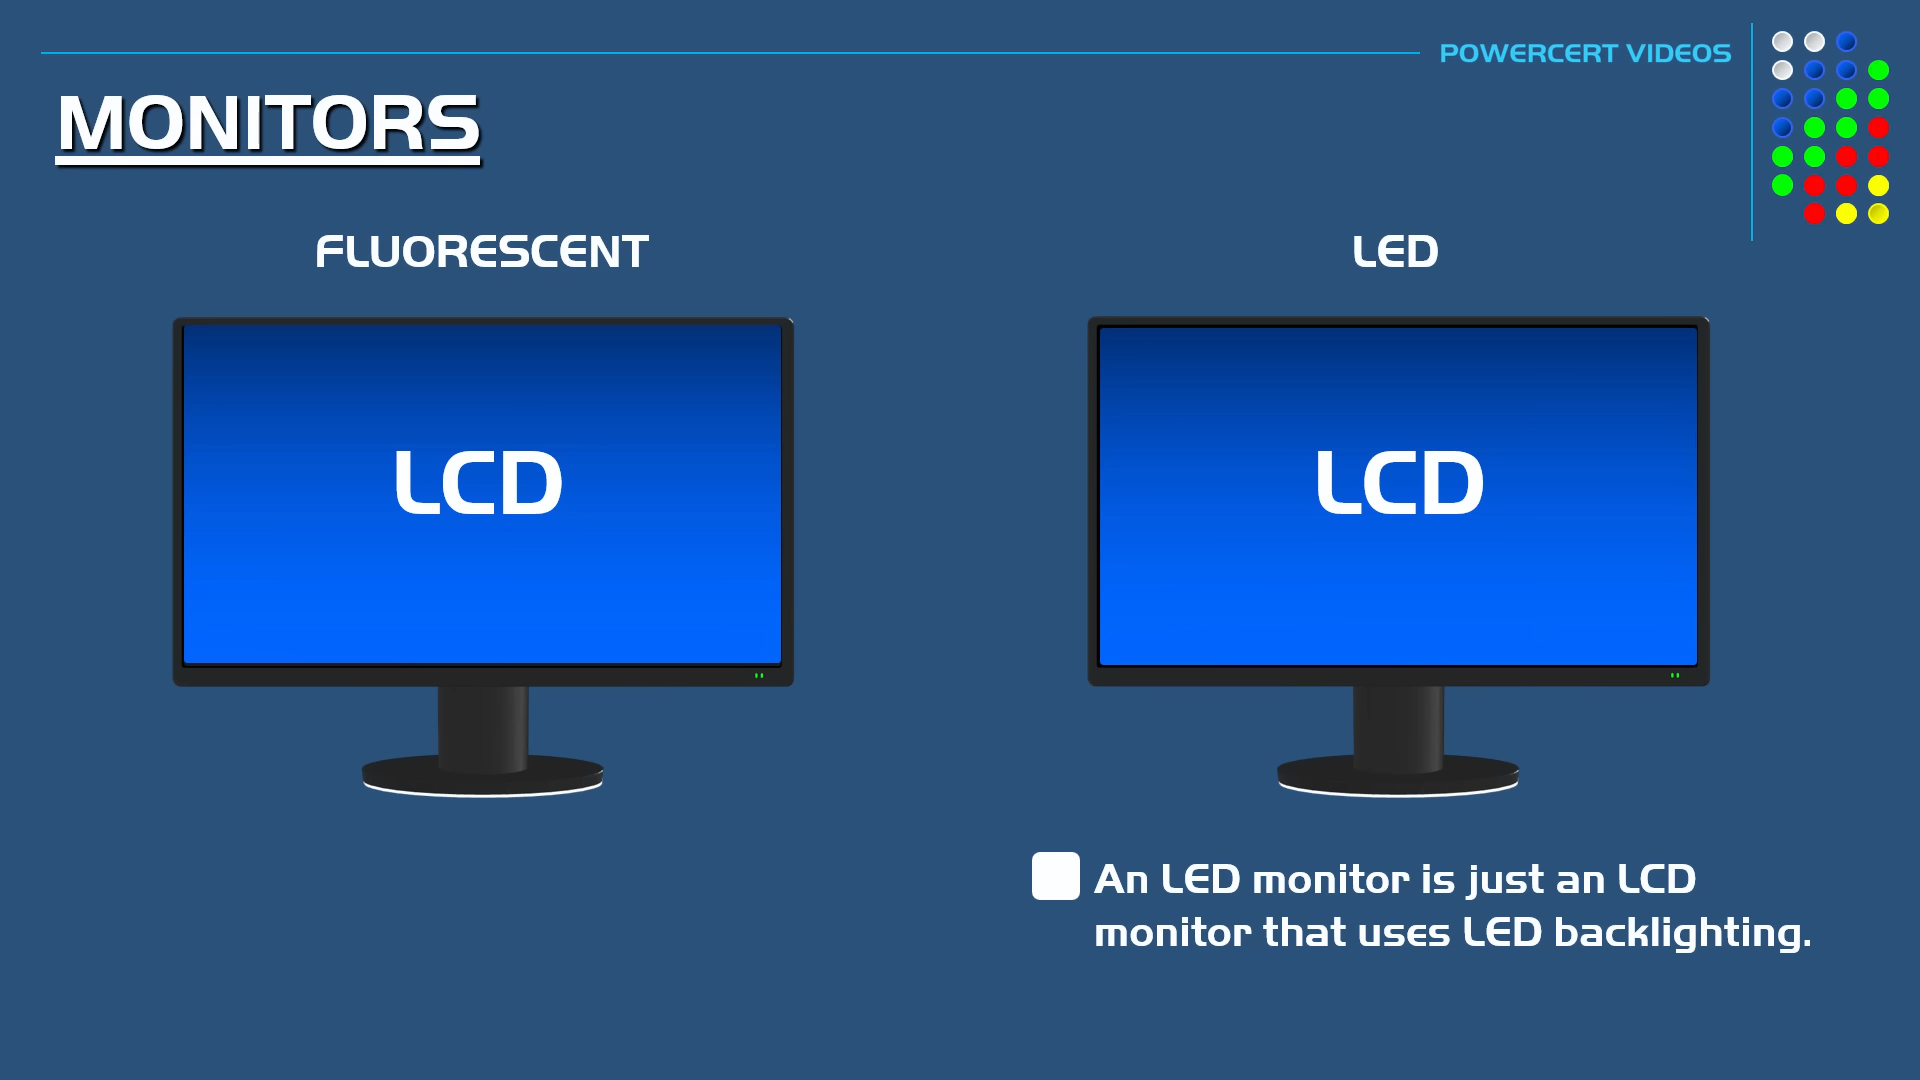 POWERCERT VIDEOS
MONITORS
FLUORESCENT
LED
LCD
LCD
An LED monitor is just an LCD
monitor that uses LED backlighting.